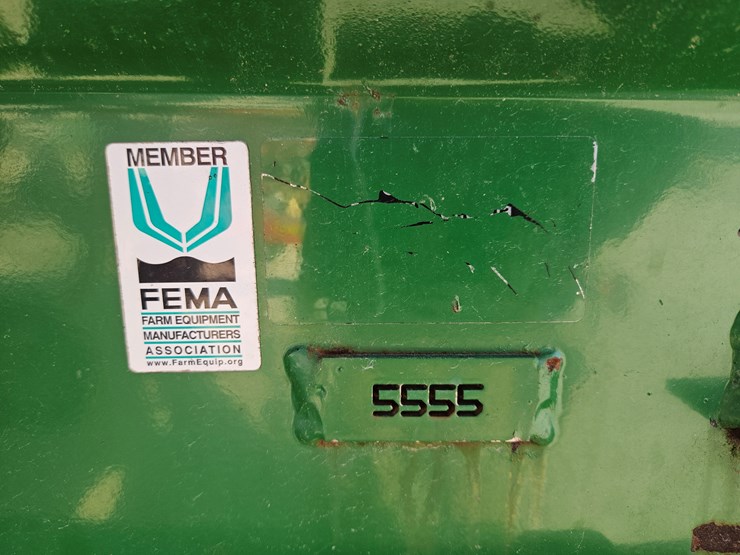 MEMBER
FEMA
FARM EQUIPMENT
MANUFACTURERS
ASSOCIATION
www.FarmEquip.org
5555